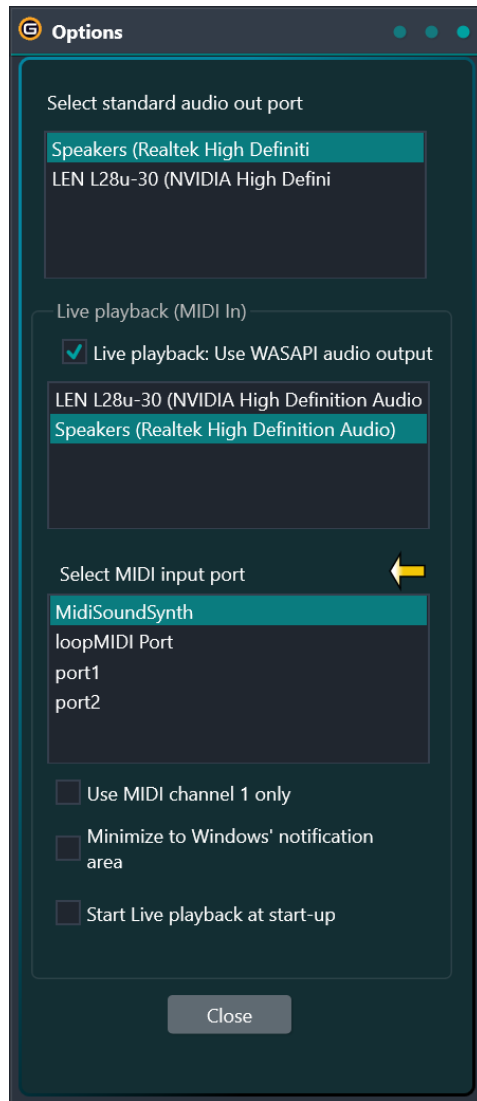 G Options
Select standard audio out port
Speakers (Realtek High Definiti
LEN L28u-30 (NVIDIA High Defini
Live playback (MIDI In)
Live playback: Use WASAPI audio output
LEN L28u-30 (NVIDIA High Definition Audio
Speakers (Realtek High Definition Audio)
Select MIDI input port
MidiSoundSynth
loopMIDI Port
port1
port2
Use MIDI channel 1 only
Minimize to Windows' notification
area
Start Live playback at start-up
Close